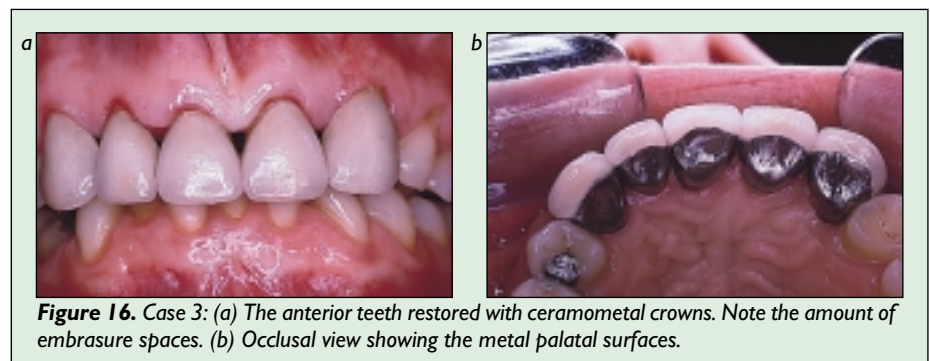 a
b
Figure 16. Case 3: (a) The anterior teeth restored with ceramometal crowns. Note the amount of
embrasure spaces. (b) Occlusal view showing the metal palatal surfaces.